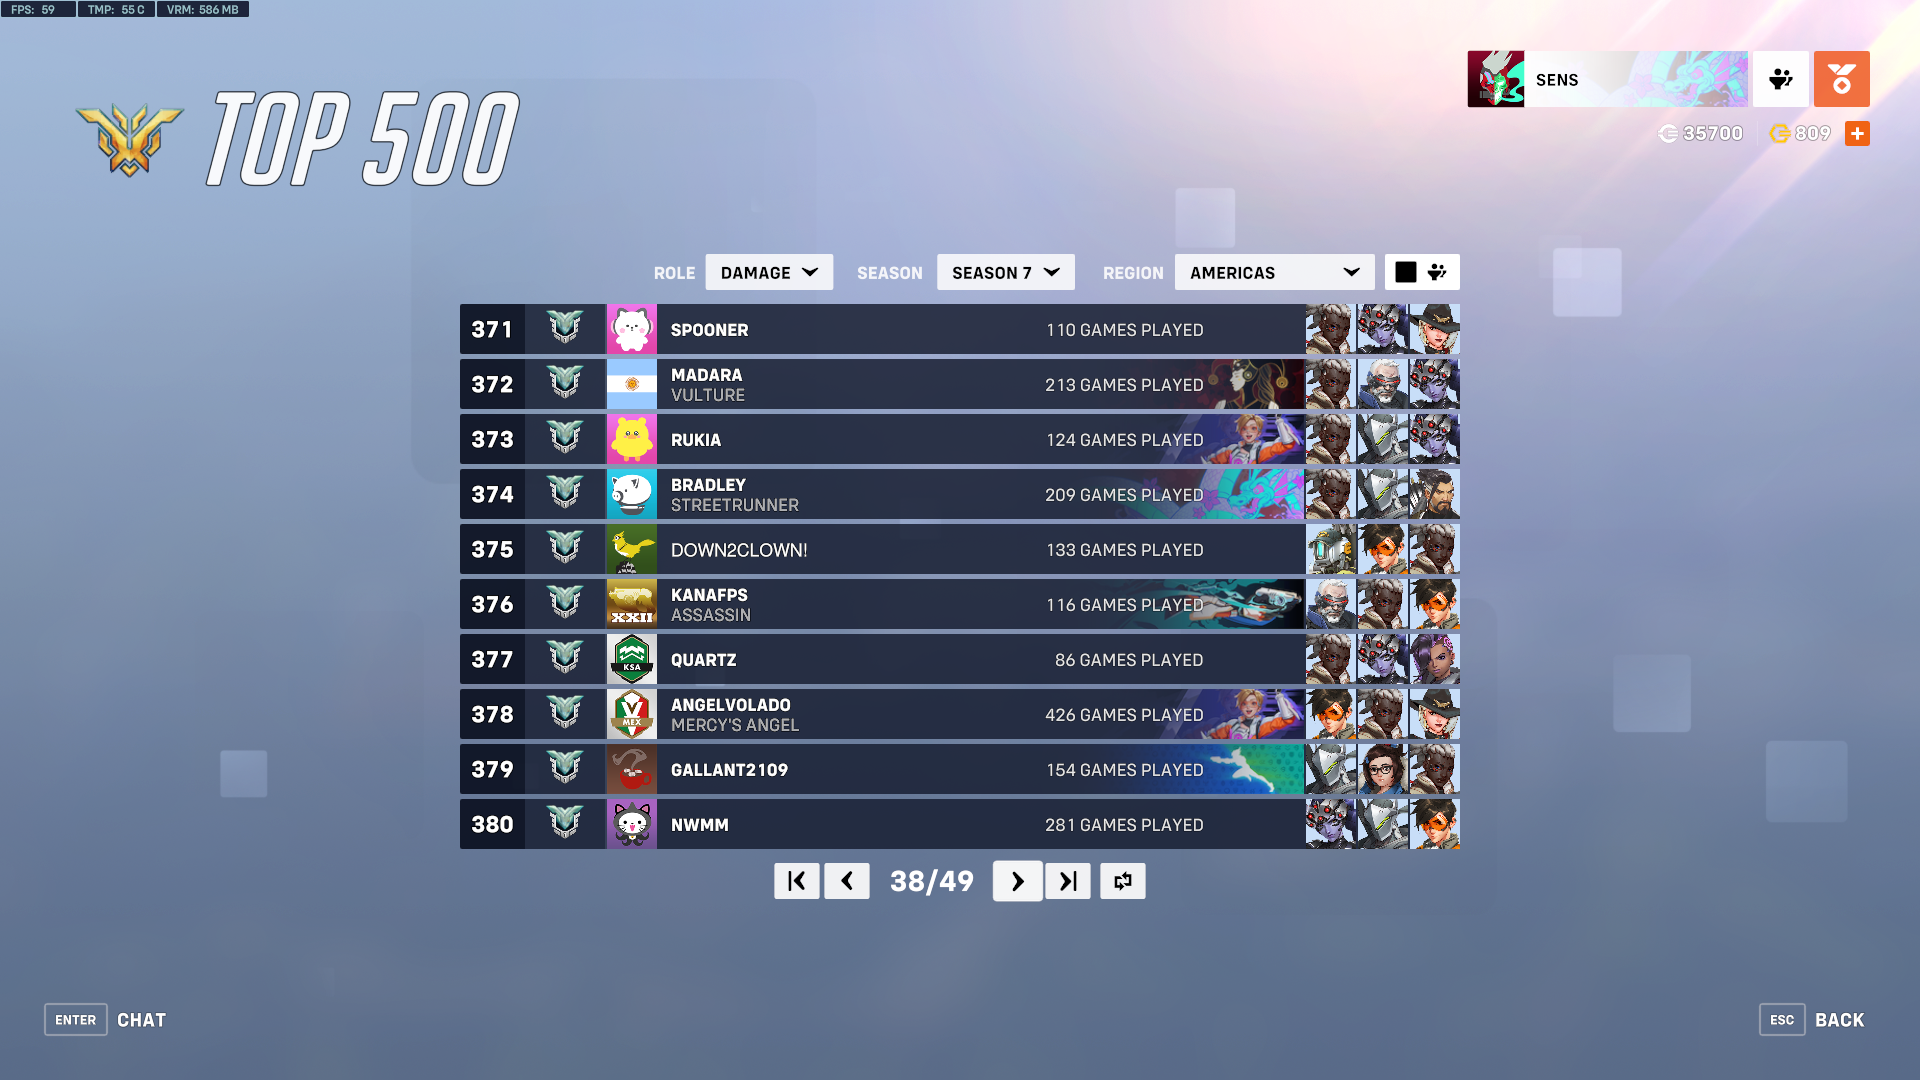 FPS: 59 TMP: 55 C VRM: 586 MB
TOP 500
SENS
35700 809
ROLE DAMAGE SEASON SEASON 7 REGION AMERICAS
371 SPOONER 110 GAMES PLAYED
372 MADARA 213 GAMES PLAYED
VULTURE
373 RUKIA 124 GAMES PLAYED
374 BRADLEY 209 GAMES PLAYED
STREETRUNNER
375 DOWN2CLOWN! 133 GAMES PLAYED
376 KANAFPS 116 GAMES PLAYED
ASSASSIN
XXII
377 QUARTZ 86 GAMES PLAYED
KSA
378 ANGELVOLADO 426 GAMES PLAYED
MERCY'S ANGEL
MEX
379 GALLANT2109 154 GAMES PLAYED
380 NWMM 281 GAMES PLAYED
38/49
ENTER CHAT
ESC BACK